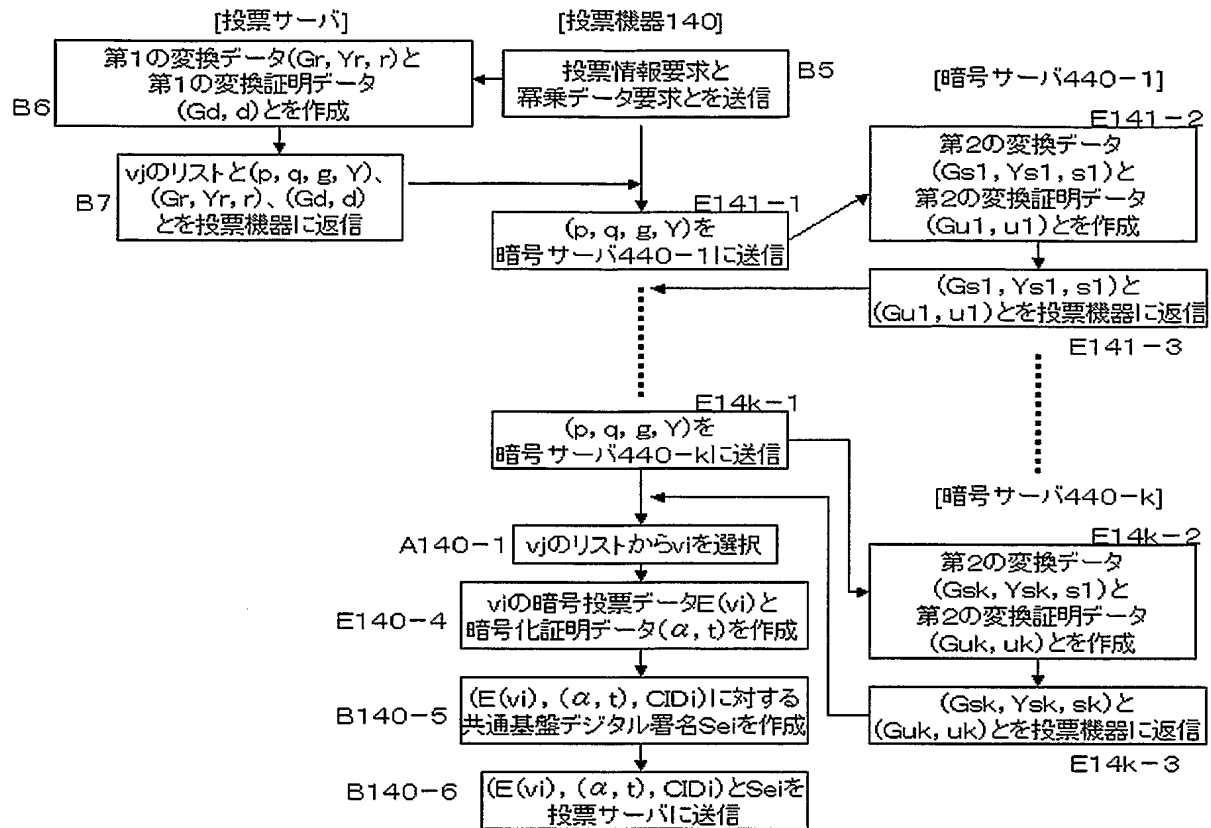 [投票サーバ]
[投票機器140]
第1の変換データ(Gr, Yr, r)と
第1の変換証明データ
(Gd, d)とを作成
B6
投票情報要求と
冪乗データ要求とを送信
B5
[暗号サーバ440-1]
vjのリストと(p, q, g, Y)、
(Gr, Yr, r)、(Gd, d)
とを投票機器に返信
B7
E141-1
(p, q, g, Y)を
暗号サーバ440-1に送信
E141-2
第2の変換データ
(Gs1, Ys1, s1)と
第2の変換証明データ
(Gu1, u1)とを作成
(Gs1, Ys1, s1)と
(Gu1, u1)とを投票機器に返信
E141-3
E14k-1
(p, q, g, Y)を
暗号サーバ440-kに送信
[暗号サーバ440-k]
A140-1
vjのリストからviを選択
E14k-2
第2の変換データ
(Gsk, Ysk, s1)と
第2の変換証明データ
(Guk, uk)とを作成
E140-4
viの暗号投票データE(vi)と
暗号化証明データ(α, t)を作成
B140-5
(E(vi), (α, t), CIDi)に対する
共通基盤デジタル署名Seiを作成
(Gsk, Ysk, sk)と
(Guk, uk)とを投票機器に返信
E14k-3
B140-6
(E(vi), (α, t), CIDi)とSeiを
投票サーバに送信